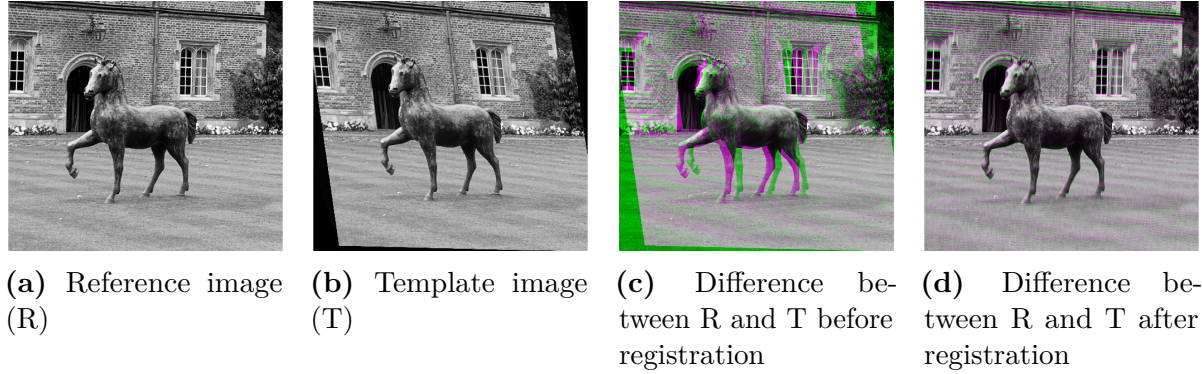 (a) Reference image
(R)
(b) Template image
(T)
(c) Difference be-
tween R and T before
registration
(d) Difference be-
tween R and T after
registration